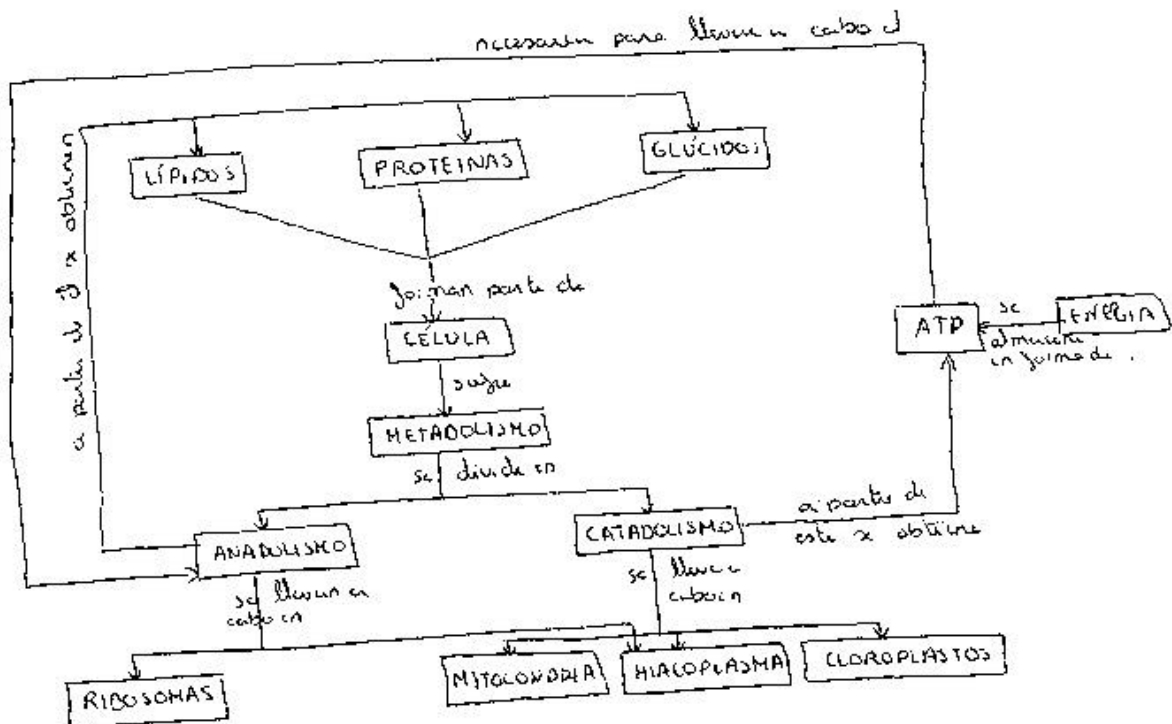 necesario para llevar a cabo el
a partir del q se obtienen
LÍPIDOS
PROTEINAS
GLÚCIDOS
forman parte de
CÉLULA
sufre
METABOLISMO
se divide en
ATP
se
almacena
en forma de
ENERGIA
ANABOLISMO
CATABOLISMO
a partir de
este se obtiene
se llevan a
cabo en
se lleva a
cabo en
RIBOSOMAS
MITOCONDRIA
HIALOPLASMA
CLOROPLASTOS